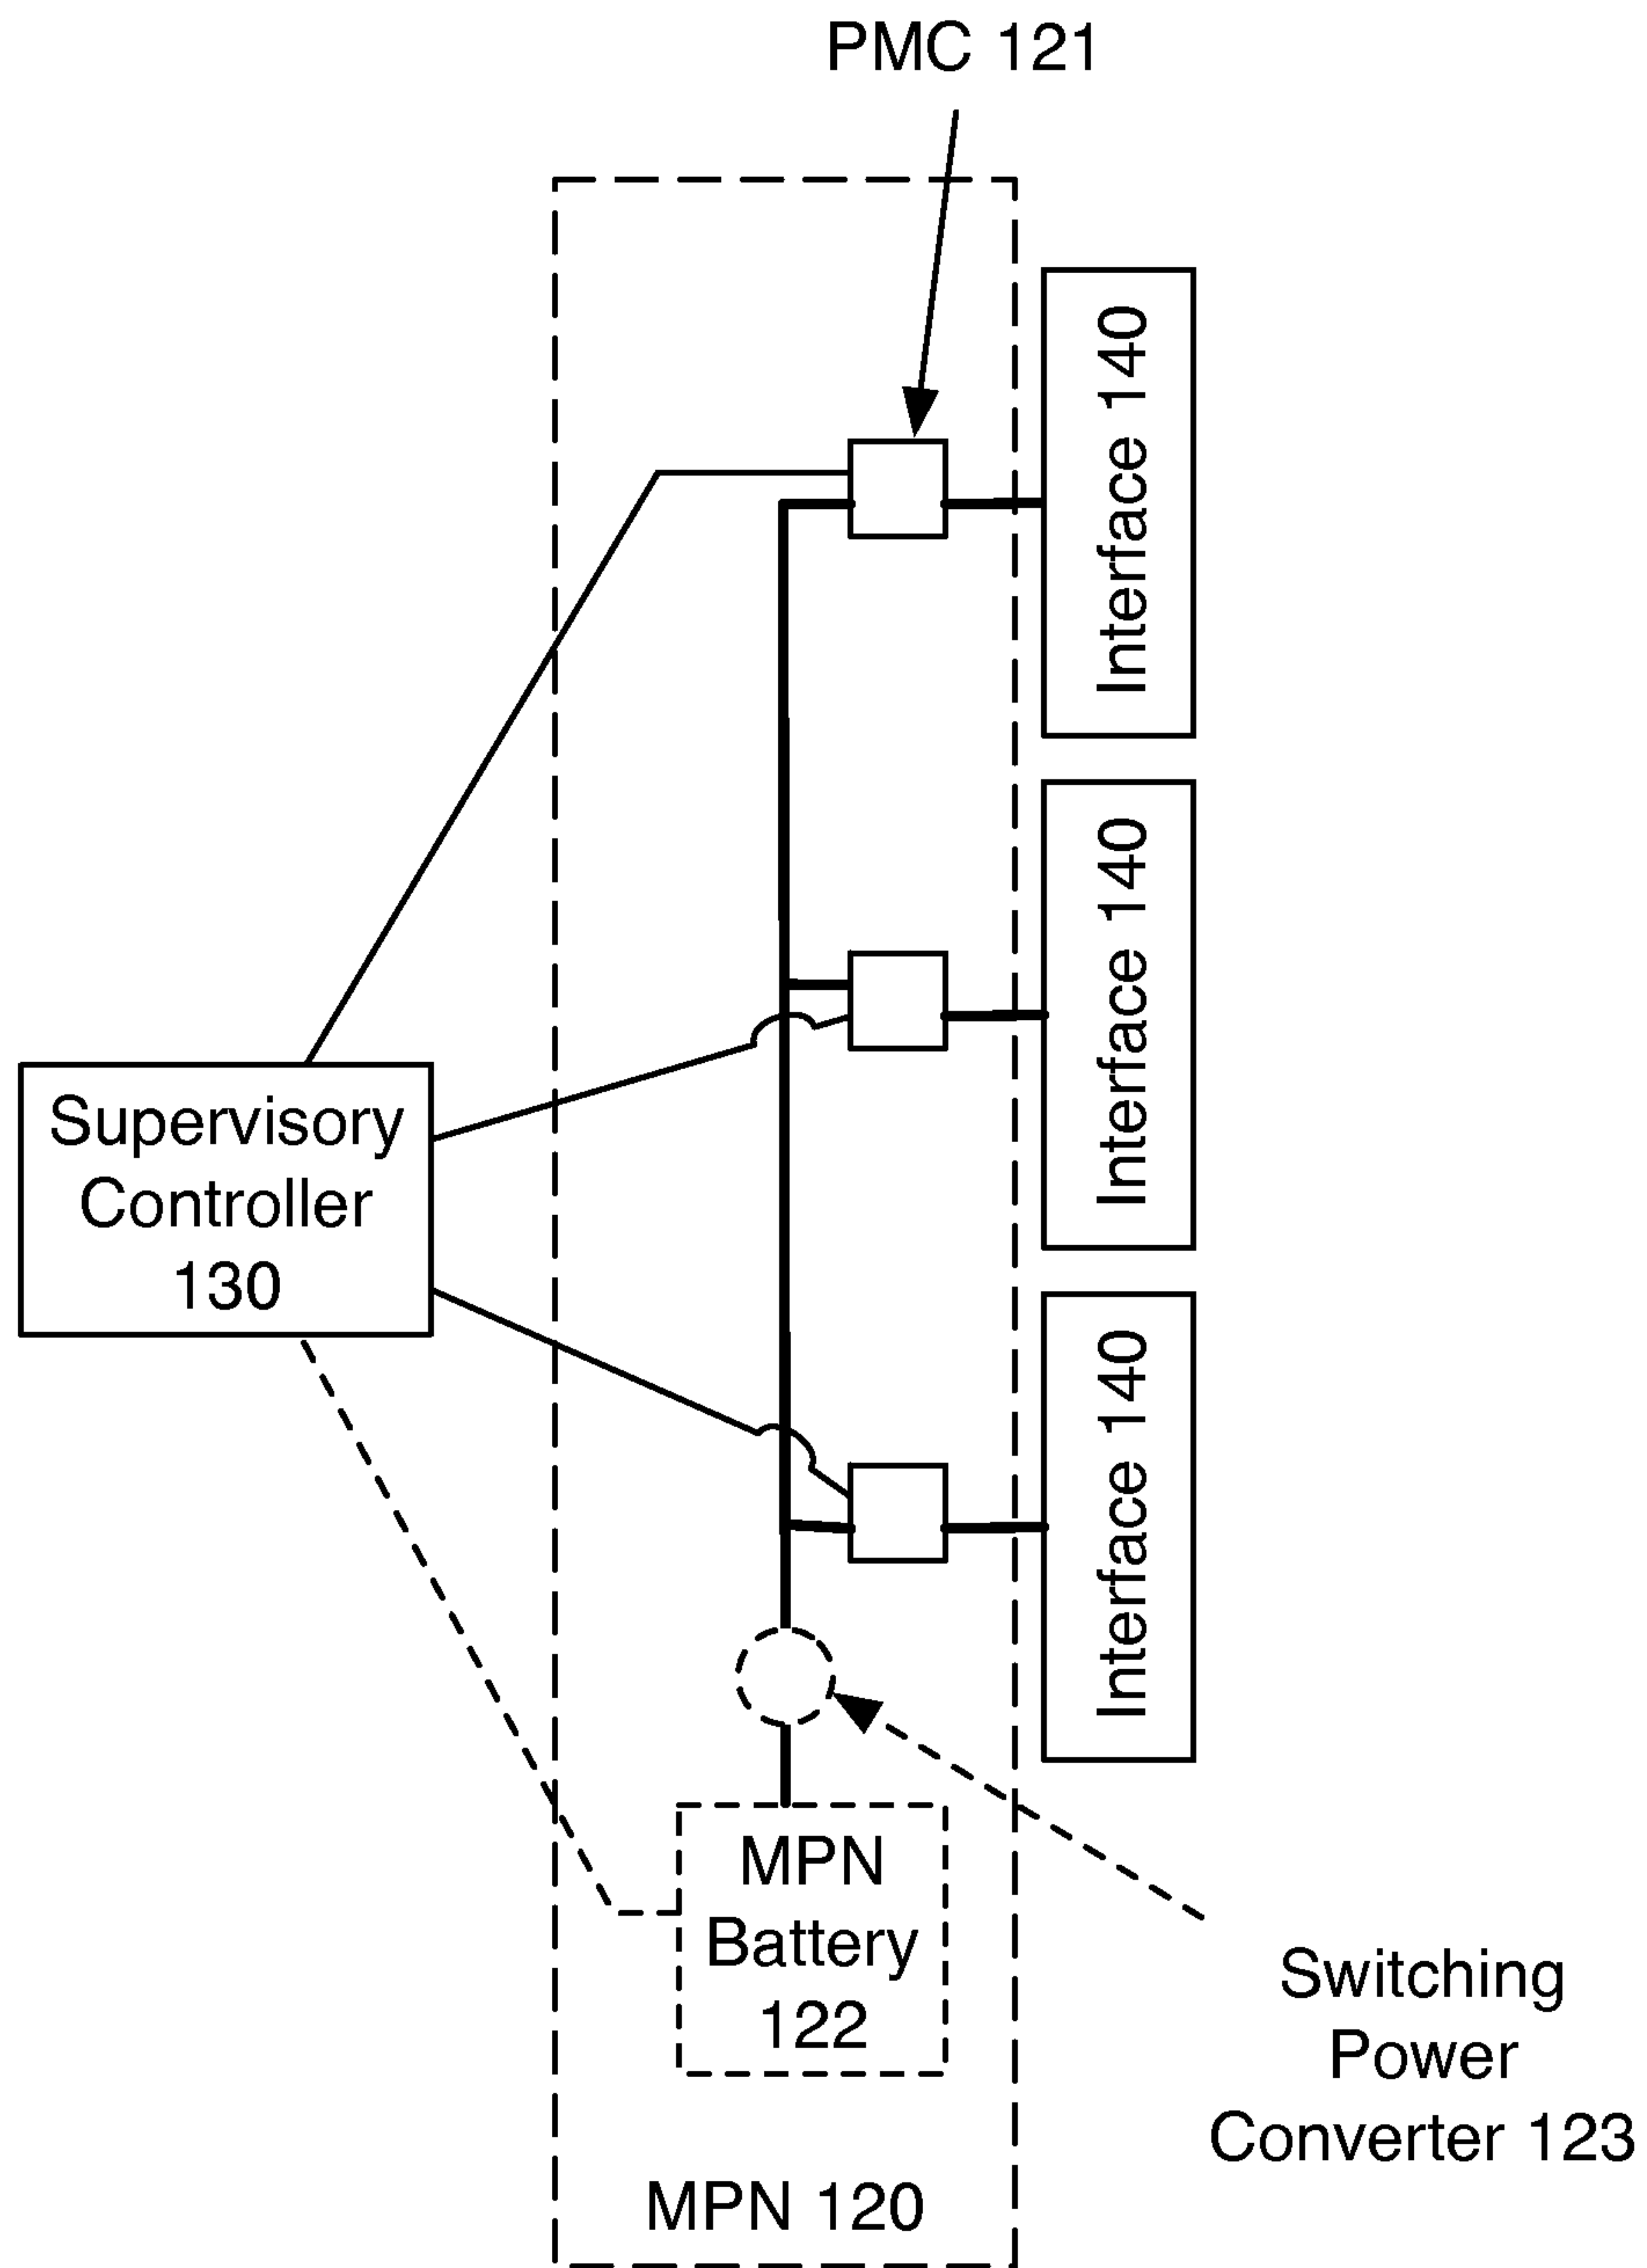 PMC 121
Interface 140
Interface 140
Supervisory
Controller
130
Interface 140
MPN
Battery
122
Switching
Power
Converter 123
MPN 120